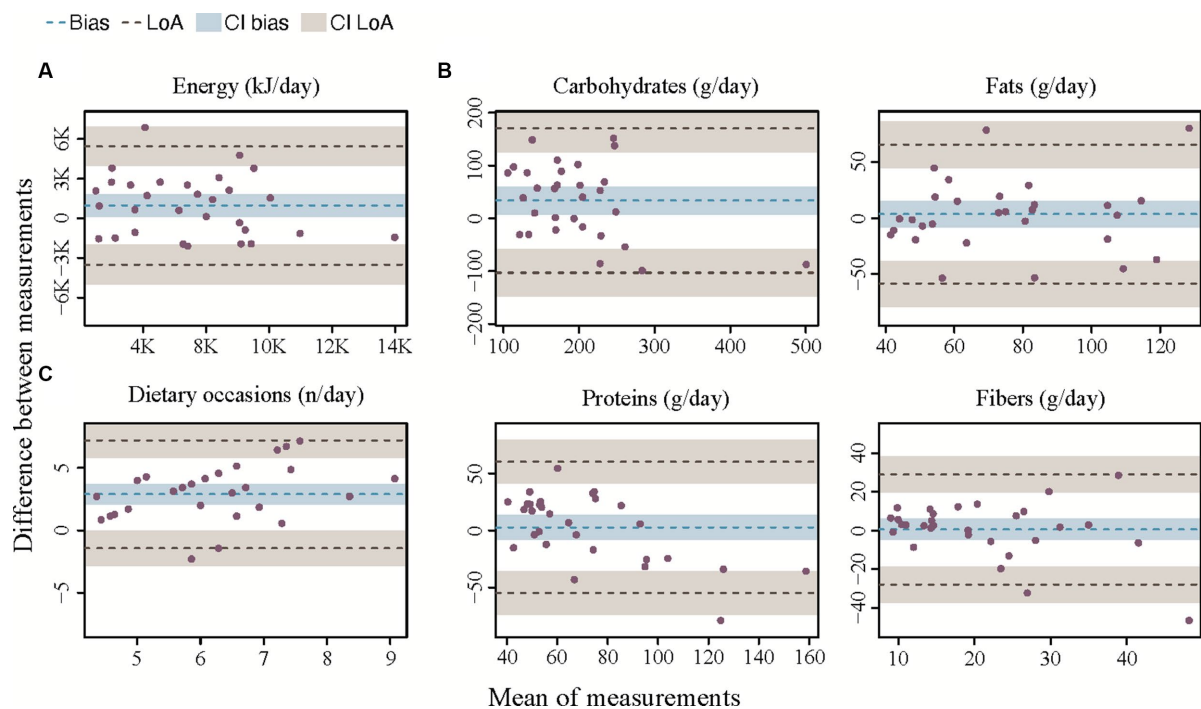 Bias LoA CI bias CI LoA
A
Energy (kJ/day)
6K
3K
0
−3K
−6K
4K 8K 10K 12K 14K
B
Carbohydrates (g/day)
200
100
0
−100
−200
100 200 300 400 500
Fats (g/day)
50
0
−50
40 60 80 100 120
C
Dietary occasions (n/day)
5
0
−5
5 6 7 8 9
Proteins (g/day)
50
0
−50
40 60 80 100 120 140 160
Fibers (g/day)
40
20
0
−20
−40
10 20 30 40
Difference between measurements
Mean of measurements